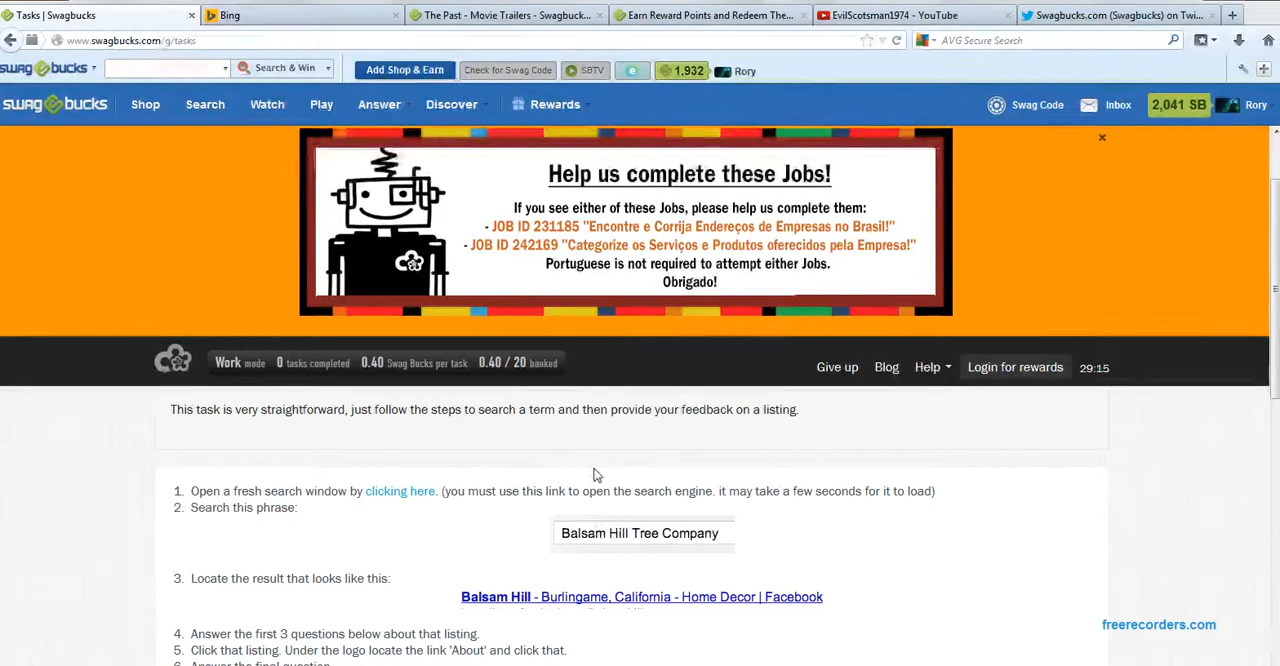 Tasks | Swagbucks
Bing
The Past - Movie Trailers - Swagbuck...
Earn Reward Points and Redeem The...
EvilScotsman1974 - YouTube
Swagbucks.com (Swagbucks) on Twi...
www.swagbucks.com/g/tasks
AVG Secure Search
swagbucks
Search & Win
Add Shop & Earn
Check for Swag Code
SBTV
1,932
Rory
swagbucks
Shop
Search
Watch
Play
Answer
Discover
Rewards
Swag Code
Inbox
2,041 SB
Rory
Help us complete these Jobs!
If you see either of these Jobs, please help us complete them:
- JOB ID 231185 "Encontre e Corrija Endereços de Empresas no Brasil!"
- JOB ID 242169 "Categorize os Serviços e Produtos oferecidos pela Empresa!"
Portuguese is not required to attempt either Jobs.
Obrigado!
Work mode 0 tasks completed 0.40 Swag Bucks per task 0.40 / 20 banked
Give up
Blog
Help
Login for rewards
29:15
This task is very straightforward, just follow the steps to search a term and then provide your feedback on a listing.
1. Open a fresh search window by clicking here. (you must use this link to open the search engine. it may take a few seconds for it to load)
2. Search this phrase:
Balsam Hill Tree Company
3. Locate the result that looks like this:
Balsam Hill - Burlingame, California - Home Decor | Facebook
4. Answer the first 3 questions below about that listing.
5. Click that listing. Under the logo locate the link 'About' and click that.
6. Answer the final question.
freerecorders.com